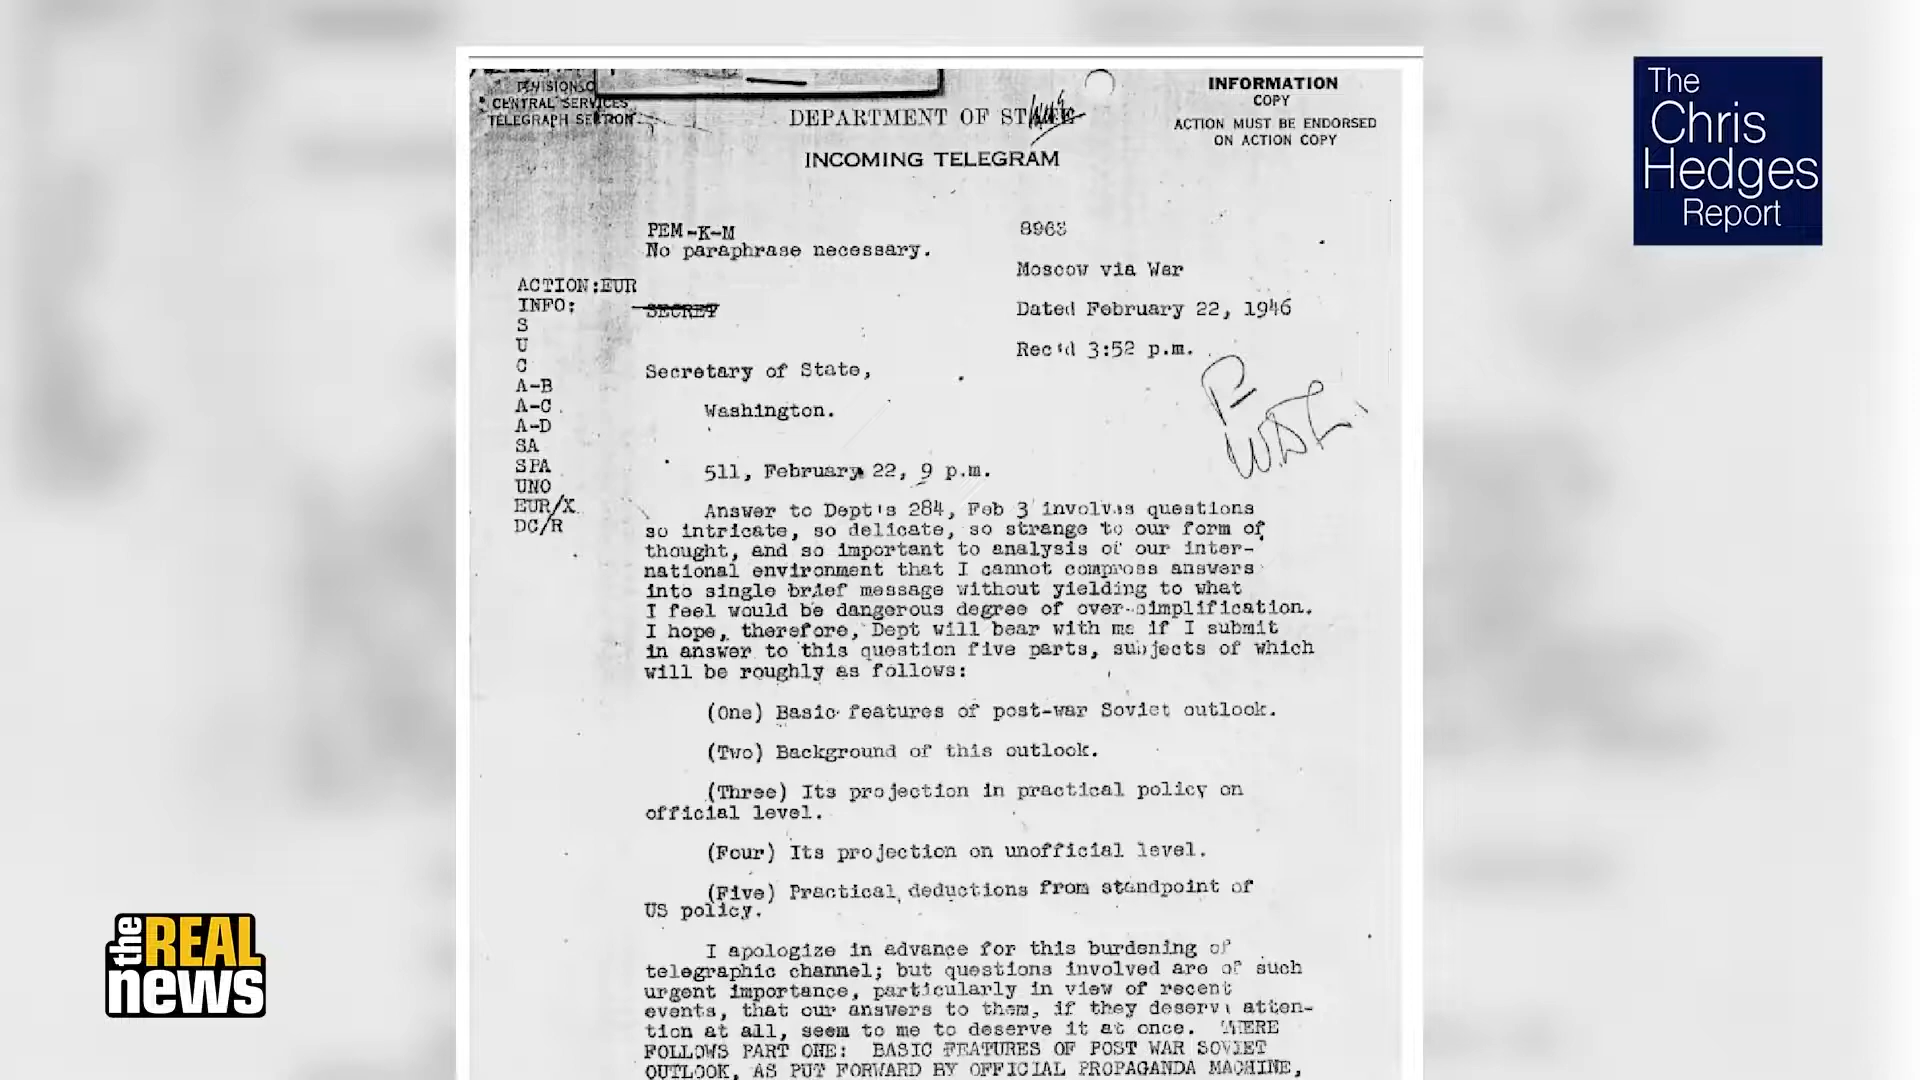 DIVISION O
CENTRAL SERVICES
TELEGRAPH SECTION
DEPARTMENT OF STATE
INCOMING TELEGRAM
INFORMATION
COPY
ACTION MUST BE ENDORSED
ON ACTION COPY
PEM-K-M
No paraphrase necessary.
ACTION:EUR
INFO:
S
U
C
A-B
A-C
A-D
SA
SPA
UNO
EUR/X
DC/R
SECRET
8963
Moscow via War
Dated February 22, 1946
Rec'd 3:52 p.m.
Secretary of State,
Washington.
511, February 22, 9 p.m.
Answer to Dept's 284, Feb 3 involves questions
so intricate, so delicate, so strange to our form of
thought, and so important to analysis of our inter-
national environment that I cannot compress answers
into single brief message without yielding to what
I feel would be dangerous degree of over-simplification.
I hope, therefore, Dept will bear with me if I submit
in answer to this question five parts, subjects of which
will be roughly as follows:
(One) Basic features of post-war Soviet outlook.
(Two) Background of this outlook.
(Three) Its projection in practical policy on
official level.
(Four) Its projection on unofficial level.
(Five) Practical deductions from standpoint of
US policy.
I apologize in advance for this burdening of
telegraphic channel; but questions involved are of such
urgent importance, particularly in view of recent
events, that our answers to them, if they deserve atten-
tion at all, seem to me to deserve it at once. THERE
FOLLOWS PART ONE: BASIC FEATURES OF POST WAR SOVIET
OUTLOOK, AS PUT FORWARD BY OFFICIAL PROPAGANDA MACHINE,
The
Chris
Hedges
Report
the REAL
news